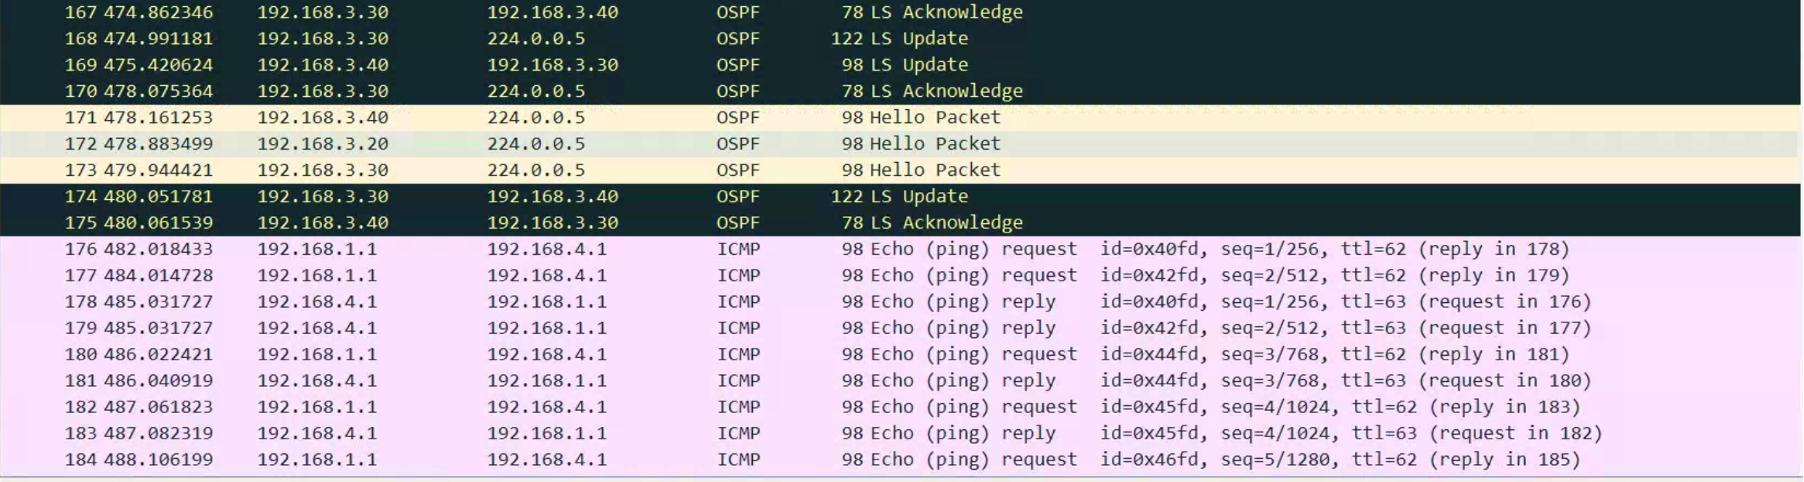 167 474.862346 192.168.3.30 192.168.3.40 OSPF 78 LS Acknowledge
168 474.991181 192.168.3.30 224.0.0.5 OSPF 122 LS Update
169 475.420624 192.168.3.40 192.168.3.30 OSPF 98 LS Update
170 478.075364 192.168.3.30 224.0.0.5 OSPF 78 LS Acknowledge
171 478.161253 192.168.3.40 224.0.0.5 OSPF 98 Hello Packet
172 478.883499 192.168.3.20 224.0.0.5 OSPF 98 Hello Packet
173 479.944421 192.168.3.30 224.0.0.5 OSPF 98 Hello Packet
174 480.051781 192.168.3.30 192.168.3.40 OSPF 122 LS Update
175 480.061539 192.168.3.40 192.168.3.30 OSPF 78 LS Acknowledge
176 482.018433 192.168.1.1 192.168.4.1 ICMP 98 Echo (ping) request id=0x40fd, seq=1/256, ttl=62 (reply in 178)
177 484.014728 192.168.1.1 192.168.4.1 ICMP 98 Echo (ping) request id=0x42fd, seq=2/512, ttl=62 (reply in 179)
178 485.031727 192.168.4.1 192.168.1.1 ICMP 98 Echo (ping) reply id=0x40fd, seq=1/256, ttl=63 (request in 176)
179 485.031727 192.168.4.1 192.168.1.1 ICMP 98 Echo (ping) reply id=0x42fd, seq=2/512, ttl=63 (request in 177)
180 486.022421 192.168.1.1 192.168.4.1 ICMP 98 Echo (ping) request id=0x44fd, seq=3/768, ttl=62 (reply in 181)
181 486.040919 192.168.4.1 192.168.1.1 ICMP 98 Echo (ping) reply id=0x44fd, seq=3/768, ttl=63 (request in 180)
182 487.061823 192.168.1.1 192.168.4.1 ICMP 98 Echo (ping) request id=0x45fd, seq=4/1024, ttl=62 (reply in 183)
183 487.082319 192.168.4.1 192.168.1.1 ICMP 98 Echo (ping) reply id=0x45fd, seq=4/1024, ttl=63 (request in 182)
184 488.106199 192.168.1.1 192.168.4.1 ICMP 98 Echo (ping) request id=0x46fd, seq=5/1280, ttl=62 (reply in 185)